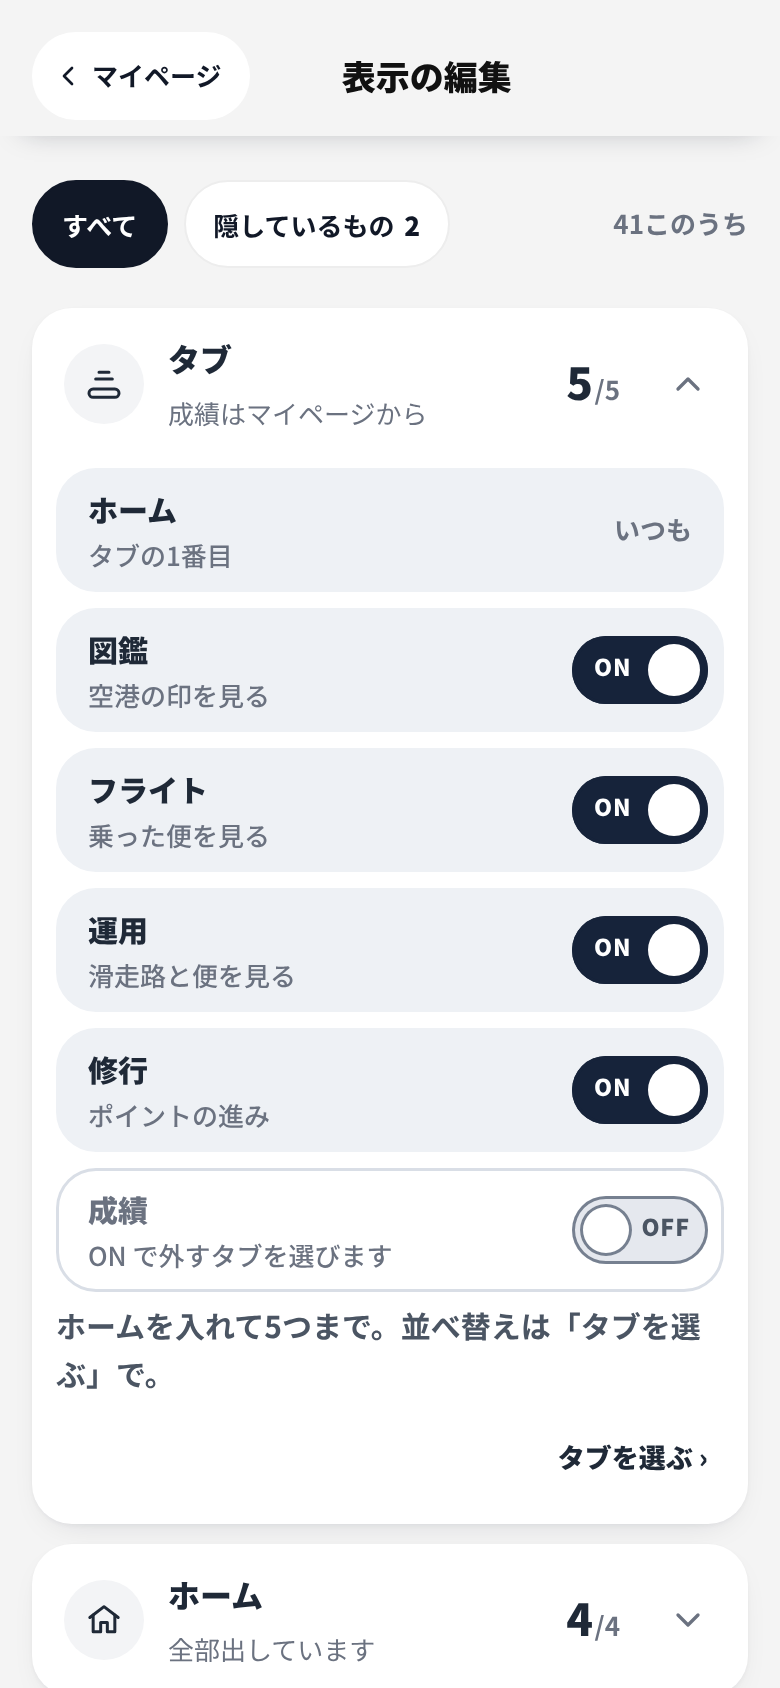 マイページ
表示の編集
すべて
隠しているもの 2
41このうち
タブ
成績はマイページから
5/5
ホーム
タブの1番目
いつも
図鑑
空港の印を見る
ON
フライト
乗った便を見る
ON
運用
滑走路と便を見る
ON
修行
ポイントの進み
ON
成績
ON で外すタブを選びます
OFF
ホームを入れて5つまで。並べ替えは「タブを選
ぶ」で。
タブを選ぶ ›
ホーム
全部出しています
4/4